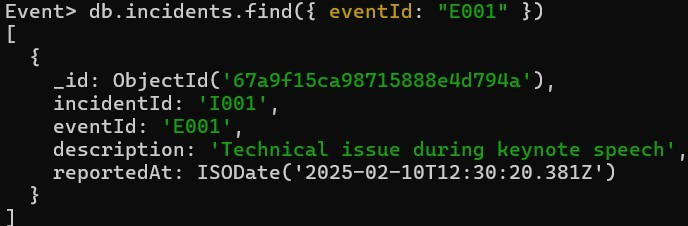 Event> db.incidents.find({ eventId: "E001" })
[
  {
    _id: ObjectId('67a9f15ca98715888e4d794a'),
    incidentId: 'I001',
    eventId: 'E001',
    description: 'Technical issue during keynote speech',
    reportedAt: ISODate('2025-02-10T12:30:20.381Z')
  }
]